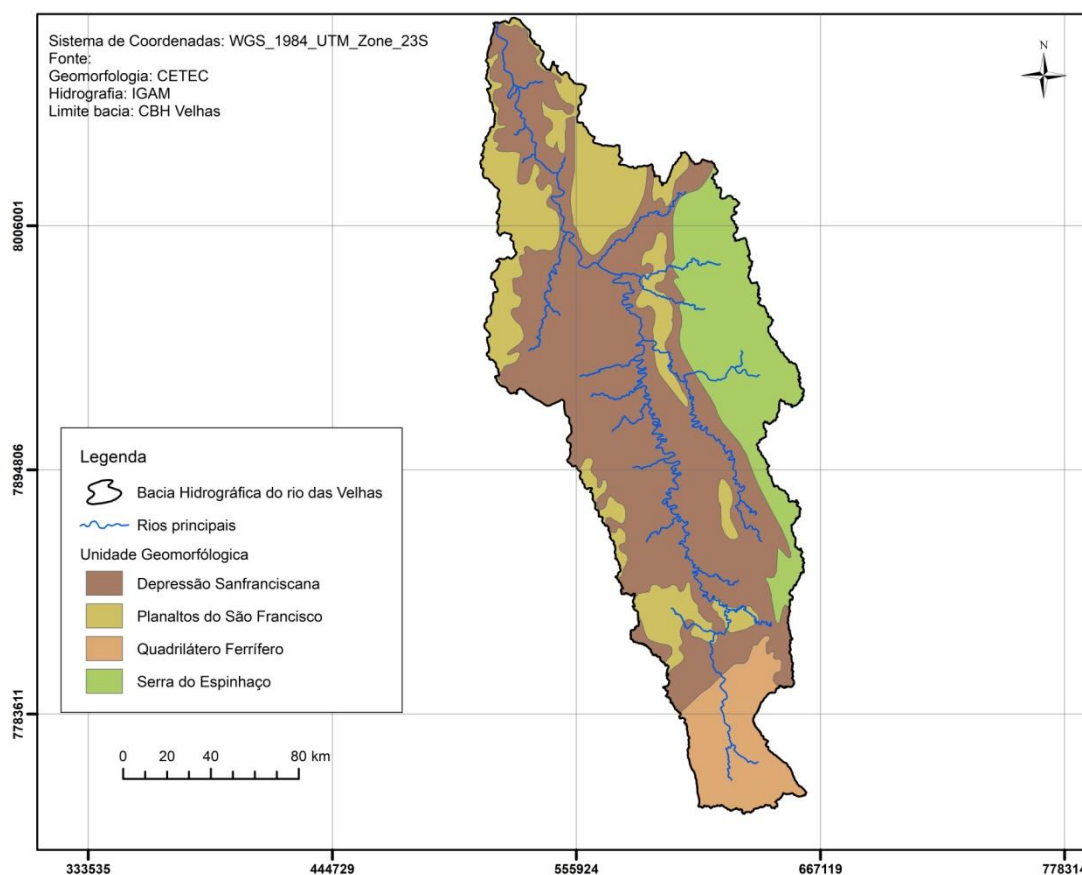 Sistema de Coordenadas: WGS_1984_UTM_Zone_23S
Fonte:
Geomorfologia: CETEC
Hidrografia: IGAM
Limite bacia: CBH Velhas
N
8006001
7894806
7783611
Legenda
Bacia Hidrográfica do rio das Velhas
Rios principais
Unidade Geomorfólogica
Depressão Sanfranciscana
Planaltos do São Francisco
Quadrilátero Ferrífero
Serra do Espinhaço
0 20 40 80 km
333535 444729 555924 667119 778314